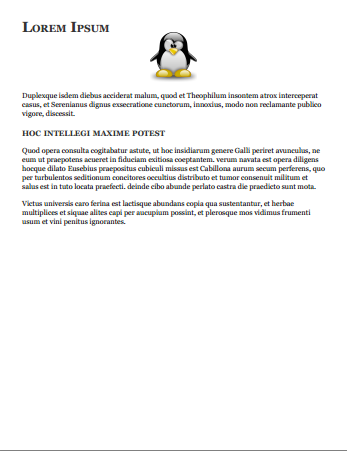 Lorem Ipsum
Duplexque isdem diebus acciderat malum, quod et Theophilum insontem atrox interceperat
casus, et Serenianus dignus exsecratione cunctorum, innoxius, modo non reclamante publico
vigore, discessit.
hoc intellegi maxime potest
Quod opera consulta cogitabatur astute, ut hoc insidiarum genere Galli periret avunculus, ne
eum ut praepotens acueret in fiduciam exitiosa coeptantem. verum navata est opera diligens
hocque dilato Eusebius praepositus cubiculi missus est Cabillona aurum secum perferens, quo
per turbulentos seditionum concitores occultius distributo et tumor consenuit militum et
salus est in tuto locata praefecti. deinde cibo abunde perlato castra die praedicto sunt mota.
Victus universis caro ferina est lactisque abundans copia qua sustentantur, et herbae
multiplices et siquae alites capi per aucupium possint, et plerosque mos vidimus frumenti
usum et vini penitus ignorantes.